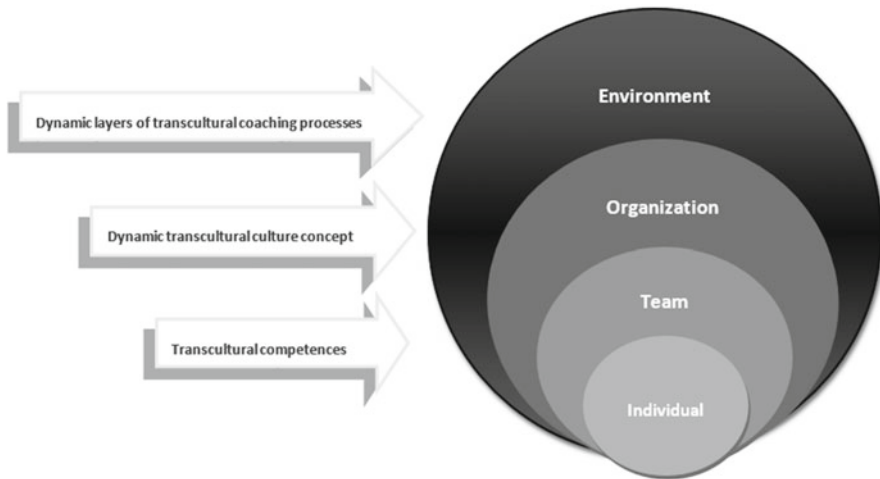 Dynamic layers of transcultural coaching processes
Dynamic transcultural culture concept
Transcultural competences
Environment
Organization
Team
Individual